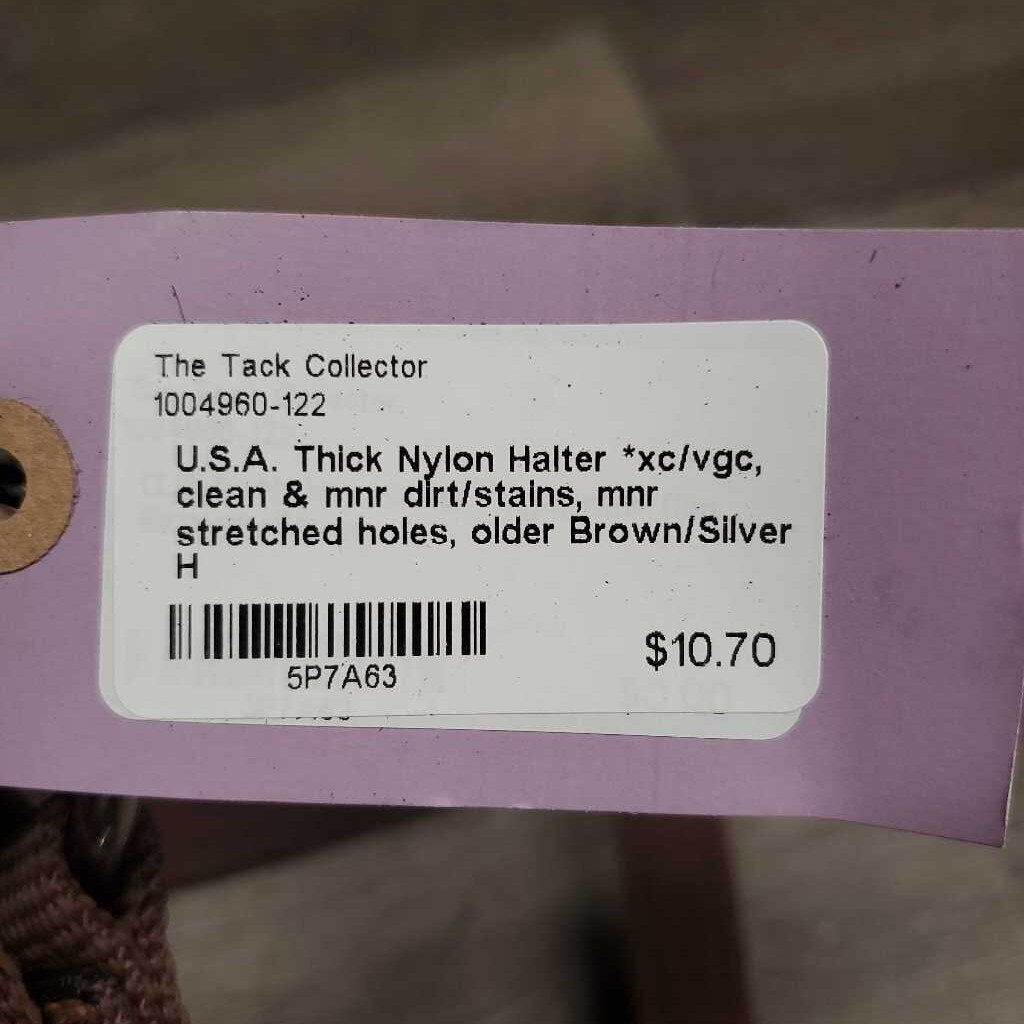 The Tack Collector
1004960-122
U.S.A. Thick Nylon Halter *xc/vgc,
clean & mnr dirt/stains, mnr
stretched holes, older Brown/Silver
H
5P7A63
$10.70